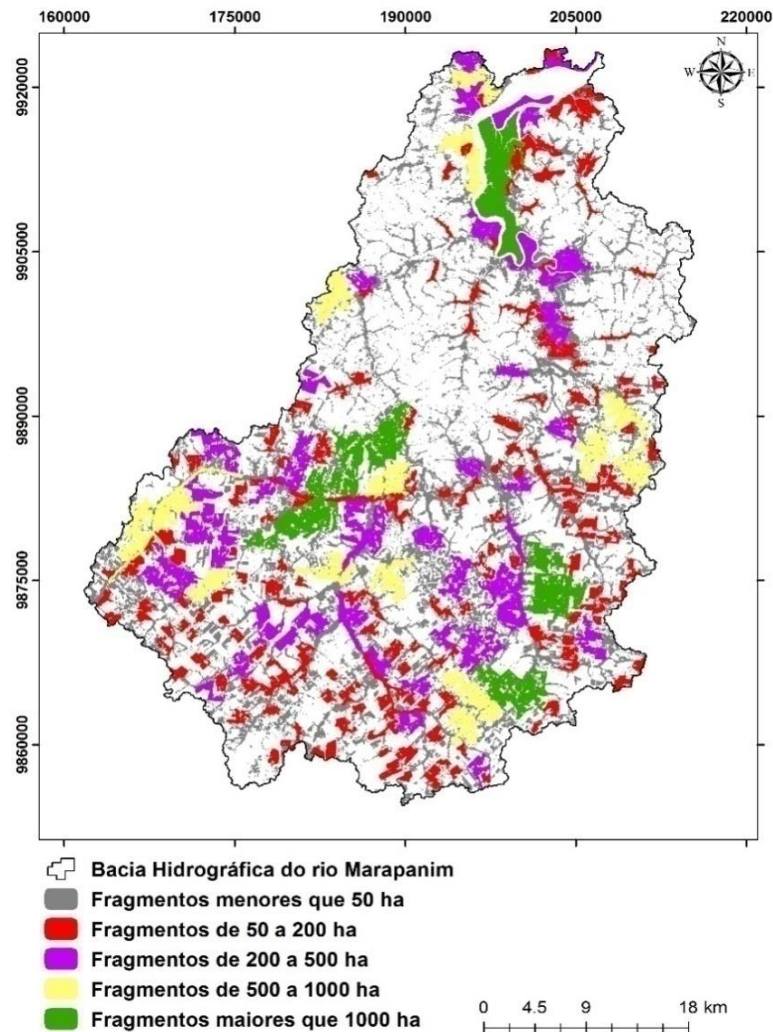 160000 175000 190000 205000 220000
N
W E
S
9920000
9905000
9890000
9875000
9860000
Bacia Hidrográfica do rio Marapanim
Fragmentos menores que 50 ha
Fragmentos de 50 a 200 ha
Fragmentos de 200 a 500 ha
Fragmentos de 500 a 1000 ha
Fragmentos maiores que 1000 ha
0 4.5 9 18 km